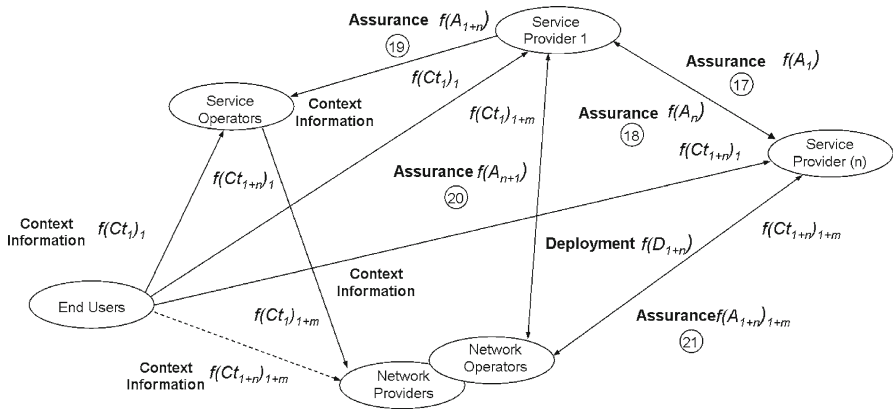 Assurance f(A1+n)
19
Service
Provider 1
f(Ct1)1
Assurance f(A1)
17
Service
Operators
Context
Information
f(Ct1)1+m
Assurance f(An)
18
f(Ct1+n)1
Service
Provider (n)
f(Ct1+n)1
Assurance f(An+1)
20
Context
Information f(Ct1)1
f(Ct1+n)1+m
Deployment f(D1+n)
Context
Information
End Users
f(Ct1)1+m
Assurancef(A1+n)1+m
21
Network
Operators
Context
Information f(Ct1+n)1+m
Network
Providers